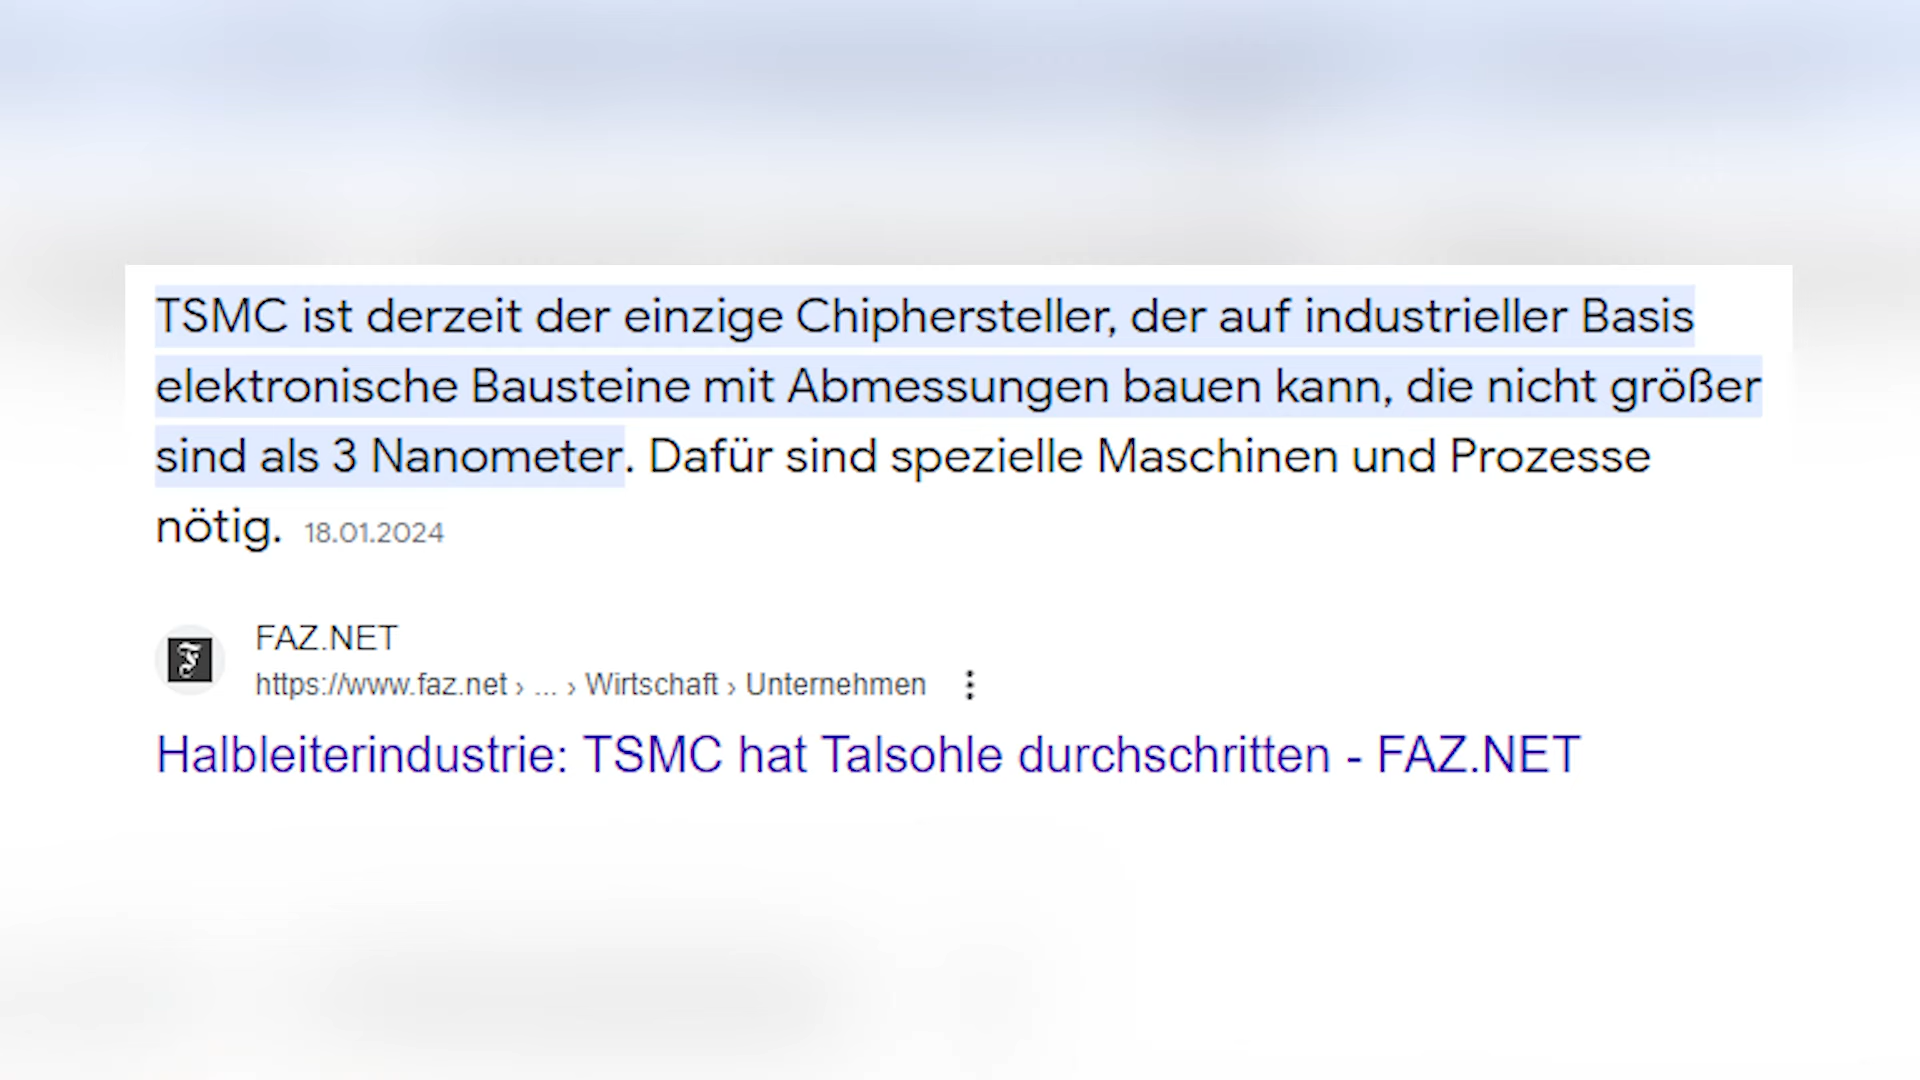 TSMC ist derzeit der einzige Chiphersteller, der auf industrieller Basis
elektronische Bausteine mit Abmessungen bauen kann, die nicht größer
sind als 3 Nanometer. Dafür sind spezielle Maschinen und Prozesse
nötig. 18.01.2024
FAZ.NET
https://www.faz.net › ... › Wirtschaft › Unternehmen
Halbleiterindustrie: TSMC hat Talsohle durchschritten - FAZ.NET